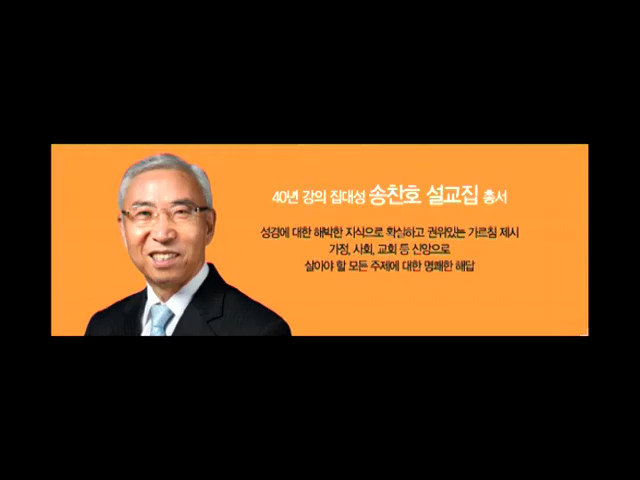 40년 강의 집대성 송찬호 설교집 총서
성경에 대한 해박한 지식으로 확실하고 권위있는 가르침 제시
가정, 사회, 교회 등 신앙으로
살아야 할 모든 주제에 대한 명쾌한 해답